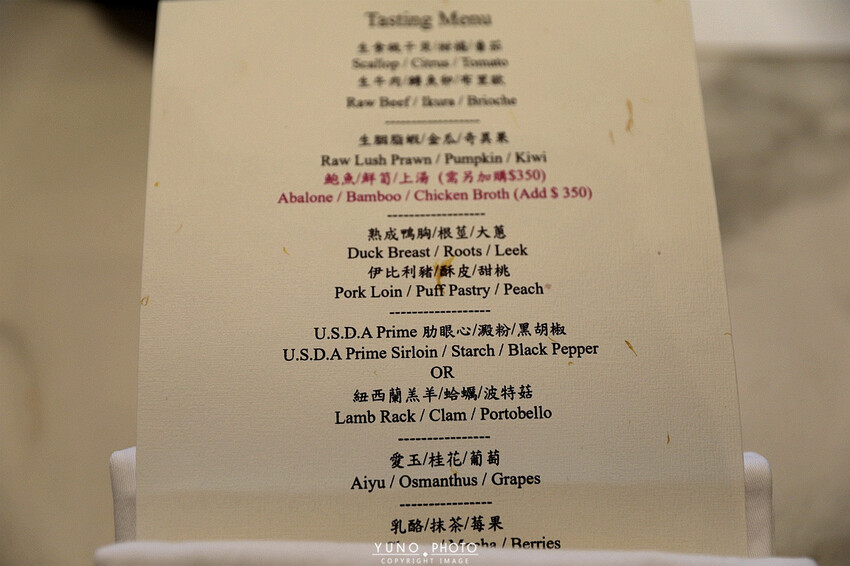 Tasting Menu
生食級干貝/柑橘/番茄
Scallop / Citrus / Tomato
生牛肉/鱒魚卵/布里歐
Raw Beef / Ikura / Brioche
------------------
生胭脂蝦/金瓜/奇異果
Raw Lush Prawn / Pumpkin / Kiwi
鮑魚/鮮筍/上湯 (需另加購$350)
Abalone / Bamboo / Chicken Broth (Add $ 350)
------------------
熟成鴨胸/根莖/大蔥
Duck Breast / Roots / Leek
伊比利豬/酥皮/甜桃
Pork Loin / Puff Pastry / Peach
------------------
U.S.D.A Prime 肋眼心/澱粉/黑胡椒
U.S.D.A Prime Sirloin / Starch / Black Pepper
OR
紐西蘭羔羊/蛤蠣/波特菇
Lamb Rack / Clam / Portobello
----------------
愛玉/桂花/葡萄
Aiyu / Osmanthus / Grapes
----------------
乳酪/抹茶/莓果
/ Berries
YUNO PHOTO
COPYRIGHT IMAGE